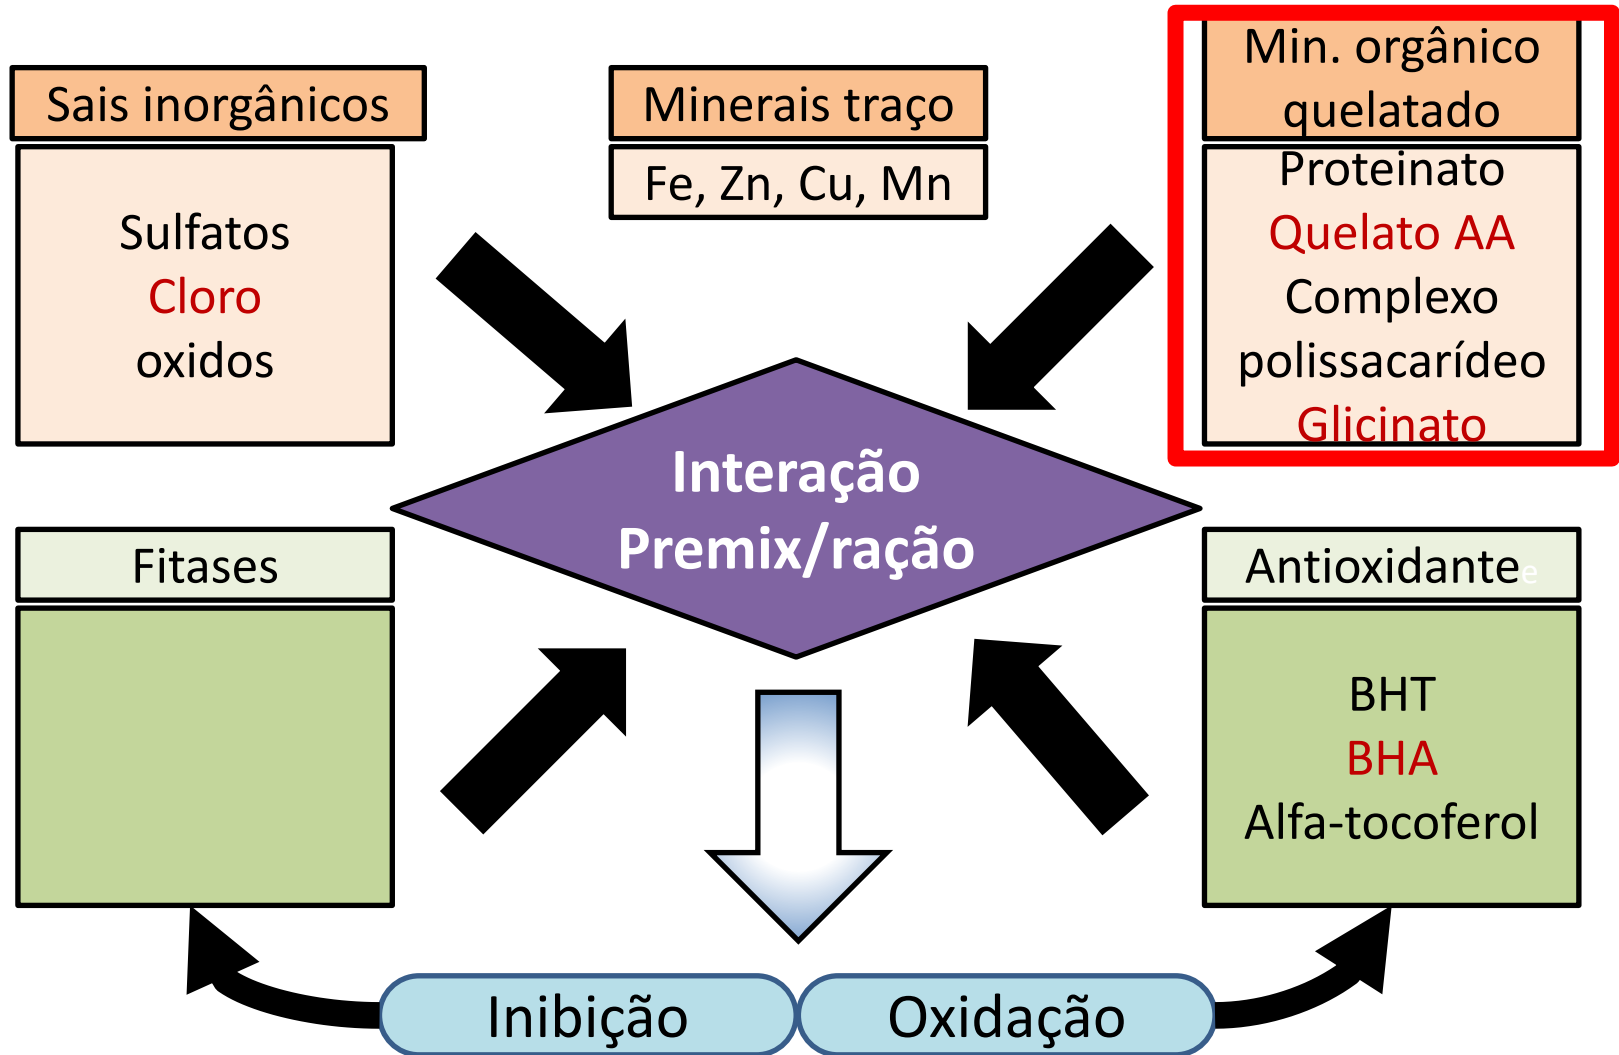 Sais inorgânicos
Sulfatos
Cloro
oxidos
Minerais traço
Fe, Zn, Cu, Mn
Min. orgânico
quelatado
Proteinato
Quelato AA
Complexo
polissacarídeo
Glicinato
Interação
Premix/ração
Fitases
Antioxidantee
BHT
BHA
Alfa-tocoferol
Inibição
Oxidação